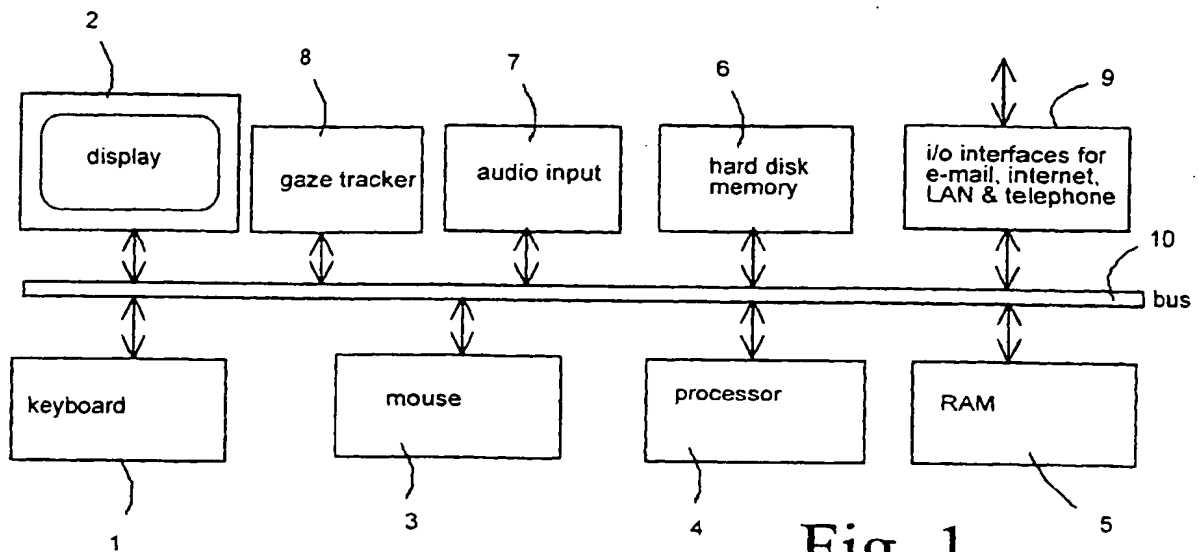 2
8
7
6
9
display
gaze tracker
audio input
hard disk
memory
i/o interfaces for
e-mail, internet,
LAN & telephone
10
bus
keyboard
mouse
processor
RAM
1
3
4
5
Fig. 1